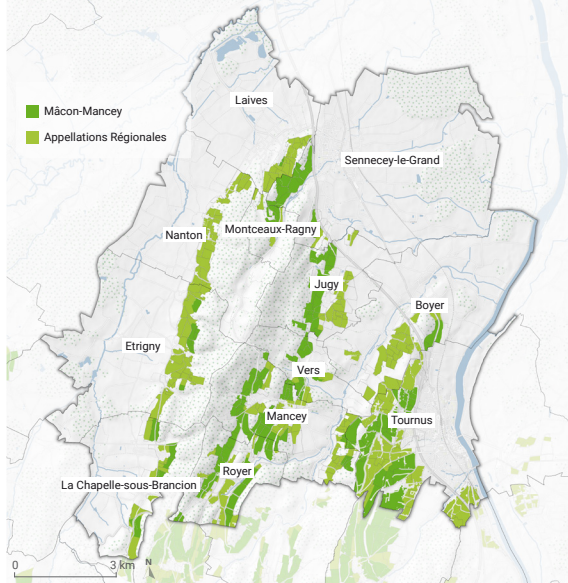 Laives
Mâcon-Mancey
Appellations Régionales
Sennecey-le-Grand
Montceaux-Ragny
Nanton
Jugy
Boyer
Etrigny
Vers
Mancey
Tournus
Royer
La Chapelle-sous-Brancion
0 3 km N